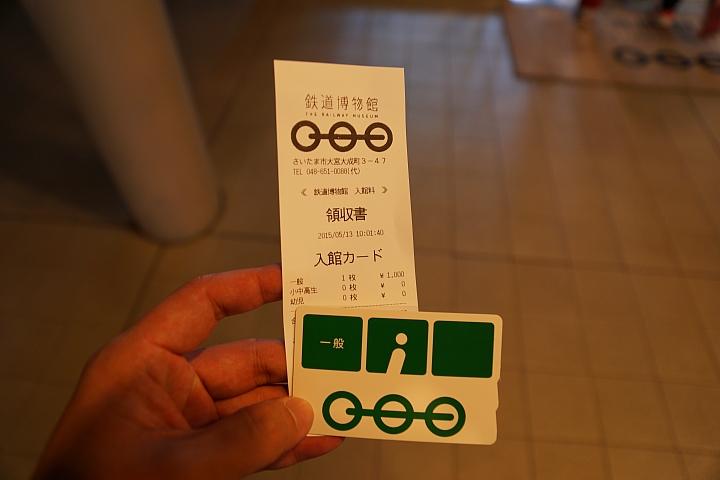 鉄道博物館
THE RAILWAY MUSEUM
さいたま市大宮大成町3-47
TEL 048-651-0088(代)
《 鉄道博物館 入館料 》
領収書
2015/05/13 10:01:40
入館カード
一般 1 枚 ¥1,000
小中高生 0 枚 ¥ 0
幼児 0 枚 ¥ 0
一般